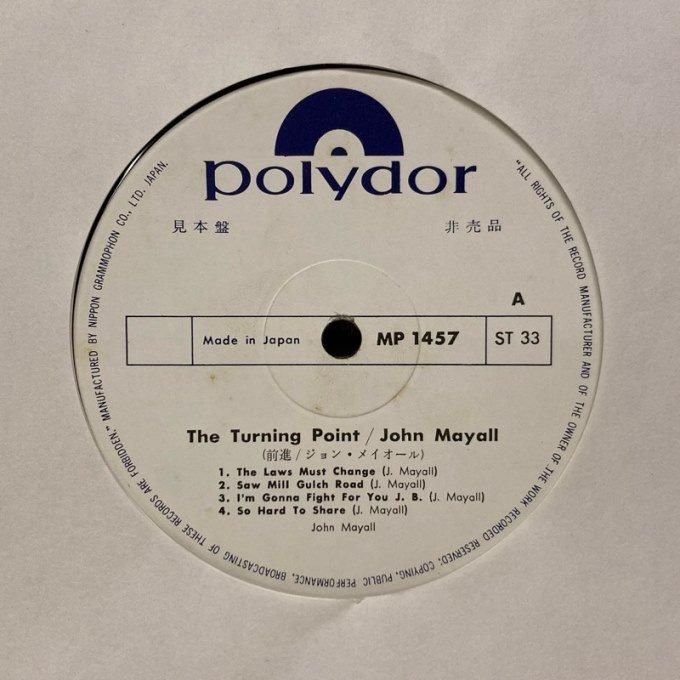 polydor
見本盤 非売品
A
Made in Japan MP 1457 ST 33
The Turning Point / John Mayall
(前進/ジョン・メイオール)
1. The Laws Must Change (J. Mayall)
2. Saw Mill Gulch Road (J. Mayall)
3. I'm Gonna Fight For You J. B. (J. Mayall)
4. So Hard To Share (J. Mayall)
John Mayall
"ALL RIGHTS OF THE RECORD MANUFACTURER AND OF THE OWNER OF THE WORK RECORDED RESERVED; COPYING, PUBLIC PERFORMANCE, BROADCASTING OF THESE RECORDS ARE FORBIDDEN." MANUFACTURED BY NIPPON GRAMMOPHON CO., LTD. JAPAN.